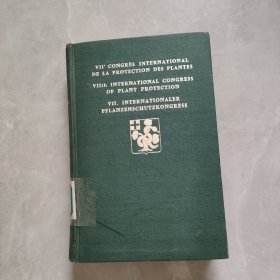 VIIe CONGRÈS INTERNATIONAL
DE LA PROTECTION DES PLANTES
VIIth INTERNATIONAL CONGRESS
OF PLANT PROTECTION
VII. INTERNATIONALER
PFLANZENSCHUTZKONGRESS